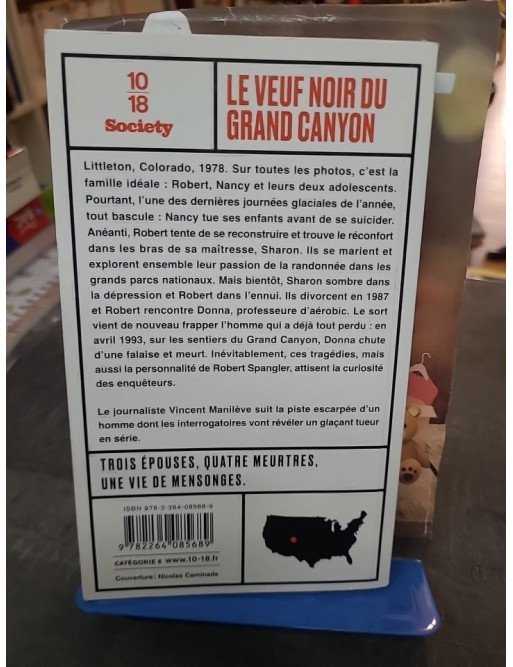 10
18
Society
LE VEUF NOIR DU
GRAND CANYON
Littleton, Colorado, 1978. Sur toutes les photos, c'est la
famille idéale : Robert, Nancy et leurs deux adolescents.
Pourtant, l'une des dernières journées glaciales de l'année,
tout bascule : Nancy tue ses enfants avant de se suicider.
Anéanti, Robert tente de se reconstruire et trouve le réconfort
dans les bras de sa maîtresse, Sharon. Ils se marient et
explorent ensemble leur passion de la randonnée dans les
grands parcs nationaux. Mais bientôt, Sharon sombre dans
la dépression et Robert dans l'ennui. Ils divorcent en 1987
et Robert rencontre Donna, professeure d'aérobic. Le sort
vient de nouveau frapper l'homme qui a déjà tout perdu : en
avril 1993, sur les sentiers du Grand Canyon, Donna chute
d'une falaise et meurt. Inévitablement, ces tragédies, mais
aussi la personnalité de Robert Spangler, attisent la curiosité
des enquêteurs.
Le journaliste Vincent Manilève suit la piste escarpée d'un
homme dont les interrogatoires vont révéler un glaçant tueur
en série.
TROIS ÉPOUSES, QUATRE MEURTRES,
UNE VIE DE MENSONGES.
ISBN 978-2-264-08568-9
9 782264 085689
CATÉGORIE 6 www.10-18.fr
Couverture : Nicolas Caminade